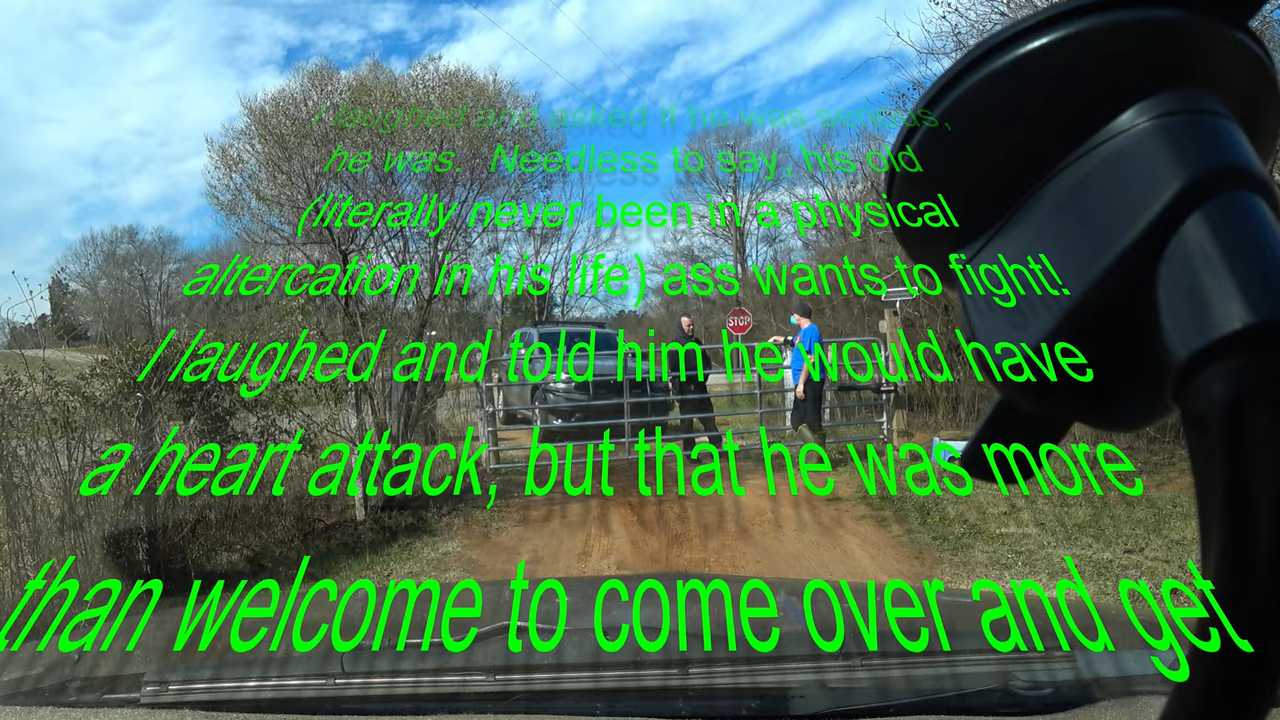 I laughed and asked if he was serious,
he was. Needless to say, his old
(literally never been in a physical
altercation in his life) ass wants to fight!
STOP
I laughed and told him he would have
a heart attack, but that he was more
than welcome to come over and get